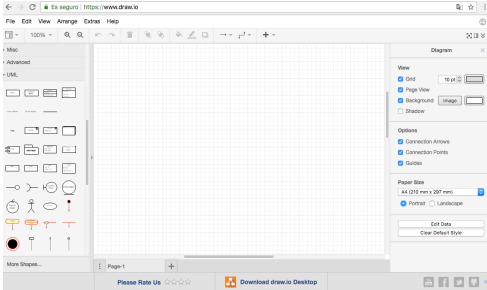 Es seguro | https://www.draw.io
File Edit View Arrange Extras Help
100%
Misc
Advanced
UML
More Shapes...
Page-1
Diagram
View
Grid 10 pt
Page View
Background Image
Shadow
Options
Connection Arrows
Connection Points
Guides
Paper Size
A4 (210 mm x 297 mm)
Portrait Landscape
Edit Data
Clear Default Style
Please Rate Us
Download draw.io Desktop